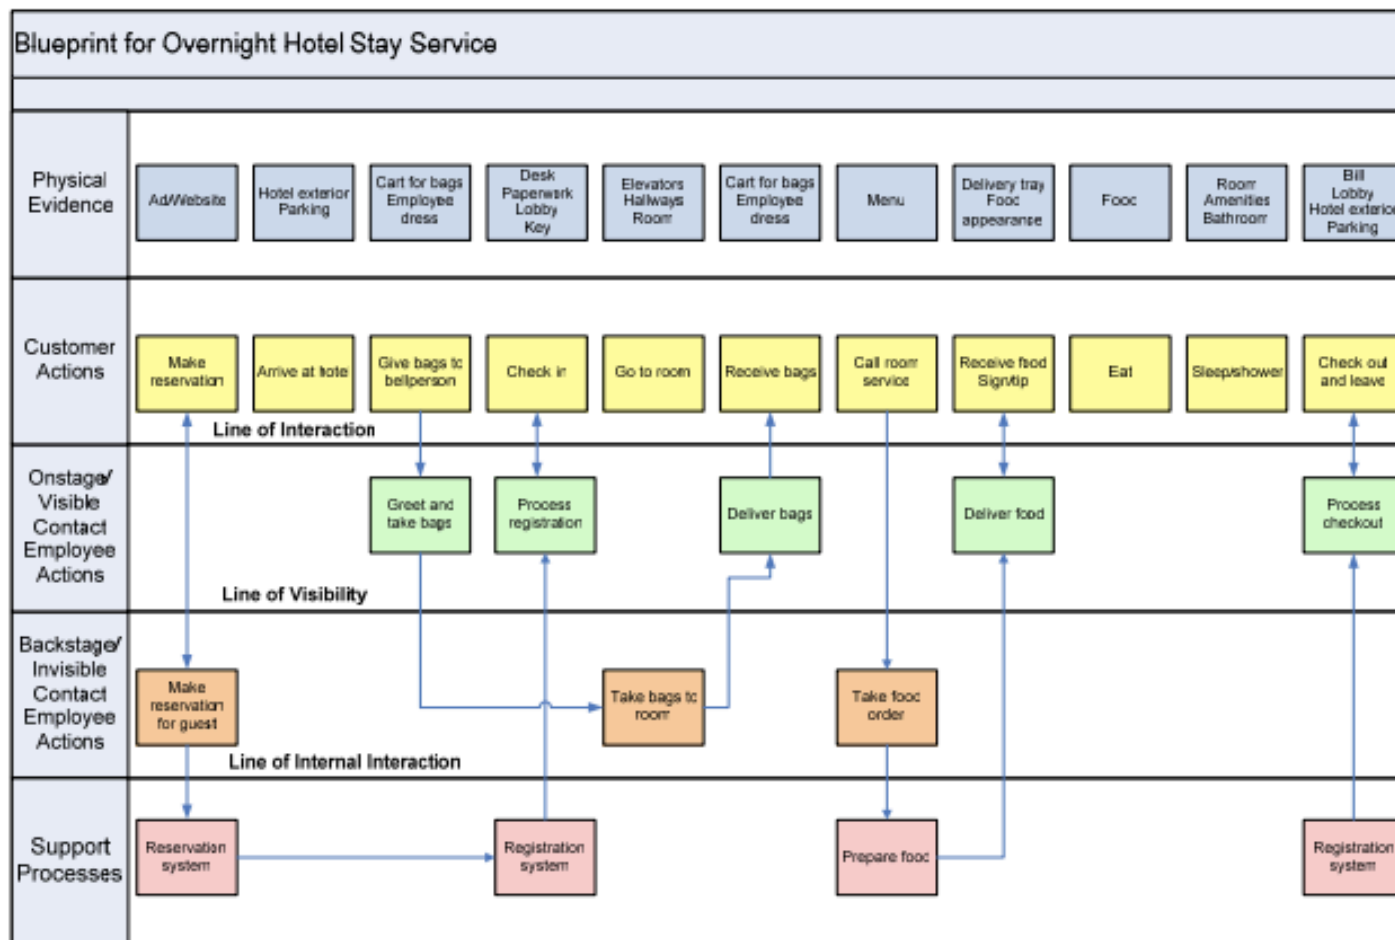 Blueprint for Overnight Hotel Stay Service
Physical
Evidence
Ad/Website
Hotel exterior
Parking
Cart for bags
Employee
dress
Desk
Paperwork
Lobby
Key
Elevators
Hallways
Room
Cart for bags
Employee
dress
Menu
Delivery tray
Food
appearance
Food
Room
Amenities
Bathroom
Bill
Lobby
Hotel exterior
Parking
Customer
Actions
Make
reservation
Arrive at hotel
Give bags to
bellperson
Check in
Go to room
Receive bags
Call room
service
Receive food
Sign/tip
Eat
Sleep/shower
Check out
and leave
Line of Interaction
Onstage/
Visible
Contact
Employee
Actions
Greet and
take bags
Process
registration
Deliver bags
Deliver food
Process
checkout
Line of Visibility
Backstage/
Invisible
Contact
Employee
Actions
Make
reservation
for guest
Take bags to
room
Take food
order
Line of Internal Interaction
Support
Processes
Reservation
system
Registration
system
Prepare food
Registration
system